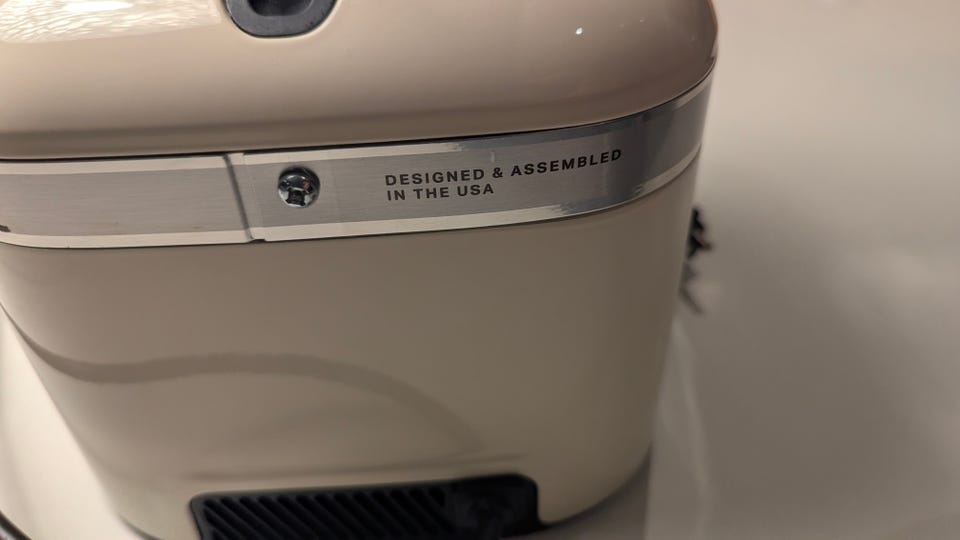 DESIGNED & ASSEMBLED
IN THE USA